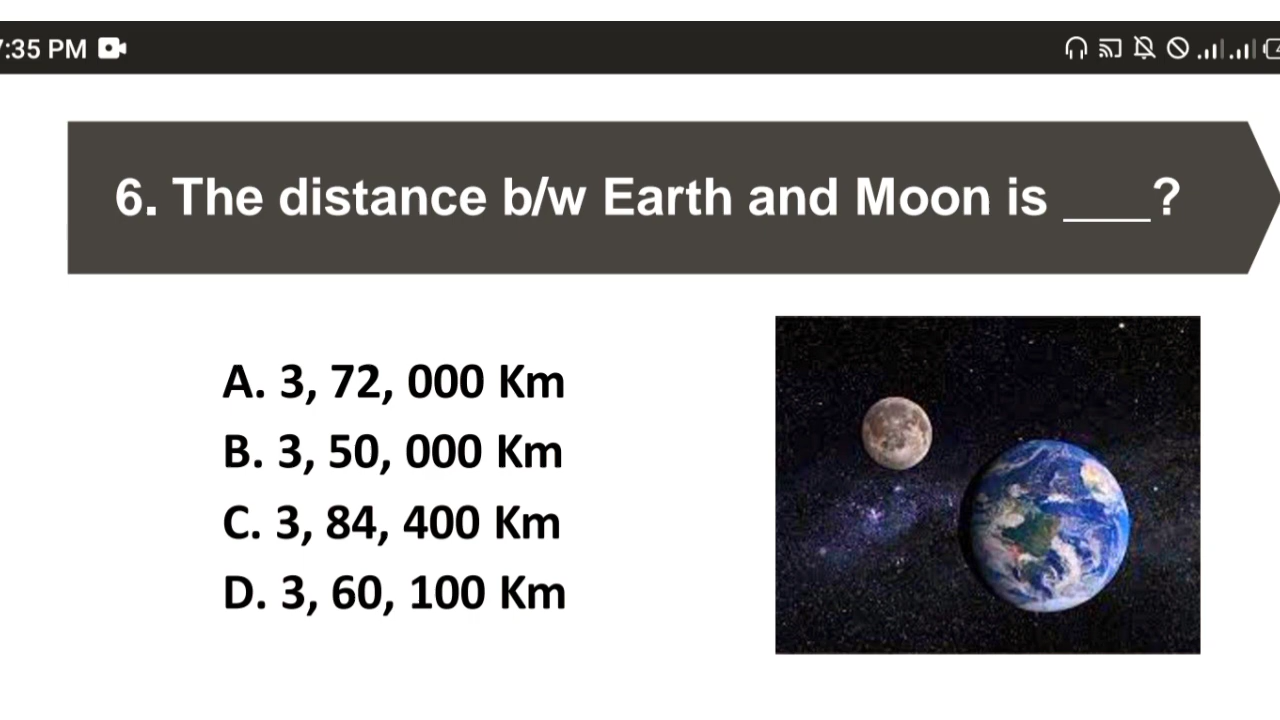 :35 PM
6. The distance b/w Earth and Moon is ____?
A. 3, 72, 000 Km
B. 3, 50, 000 Km
C. 3, 84, 400 Km
D. 3, 60, 100 Km